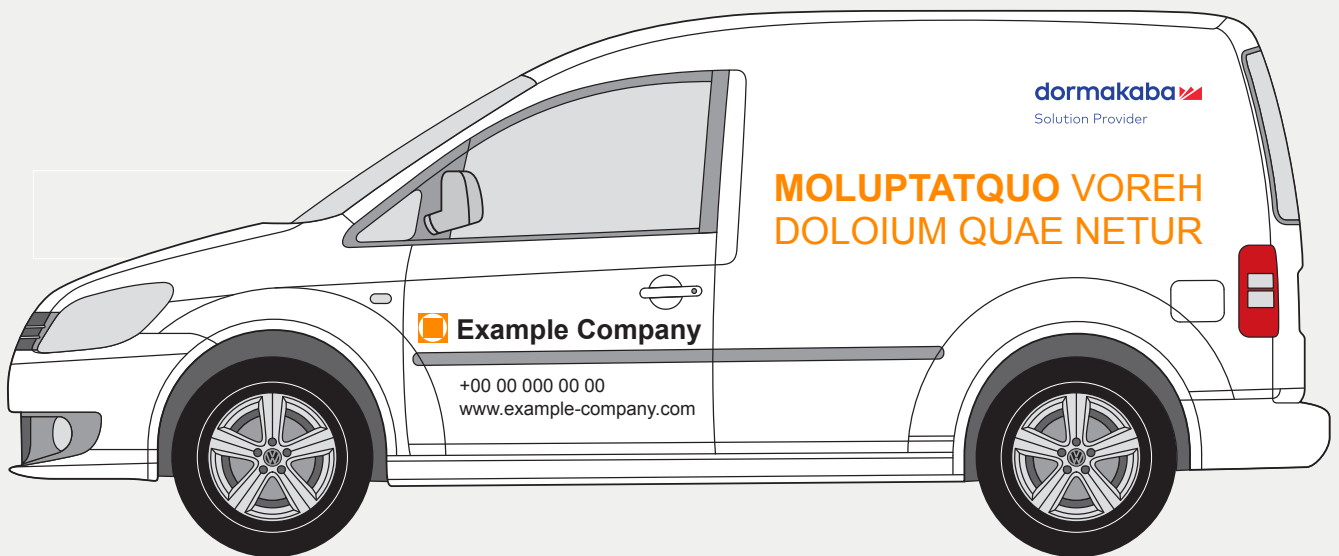 dormakaba
Solution Provider
MOLUPTATQUO VOREH
DOLOIUM QUAE NETUR
Example Company
+00 00 000 00 00
www.example-company.com